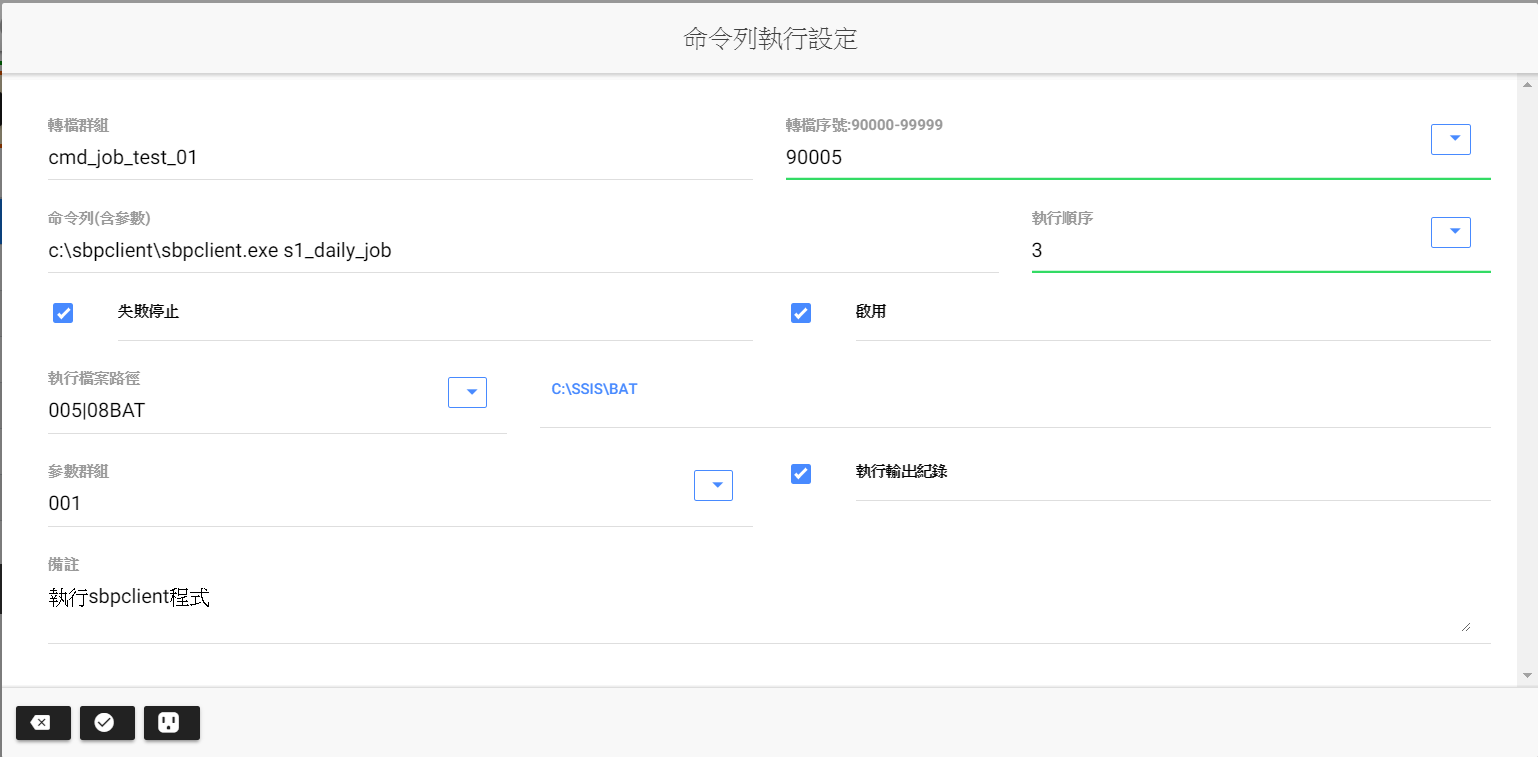 命令列執行設定
轉檔群組
cmd_job_test_01
轉檔序號:90000-99999
90005
命令列(含參數)
c:\sbpclient\sbpclient.exe s1_daily_job
執行順序
3
失敗停止
啟用
執行檔案路徑
005|08BAT
C:\SSIS\BAT
參數群組
001
執行輸出紀錄
備註
執行sbpclient程式